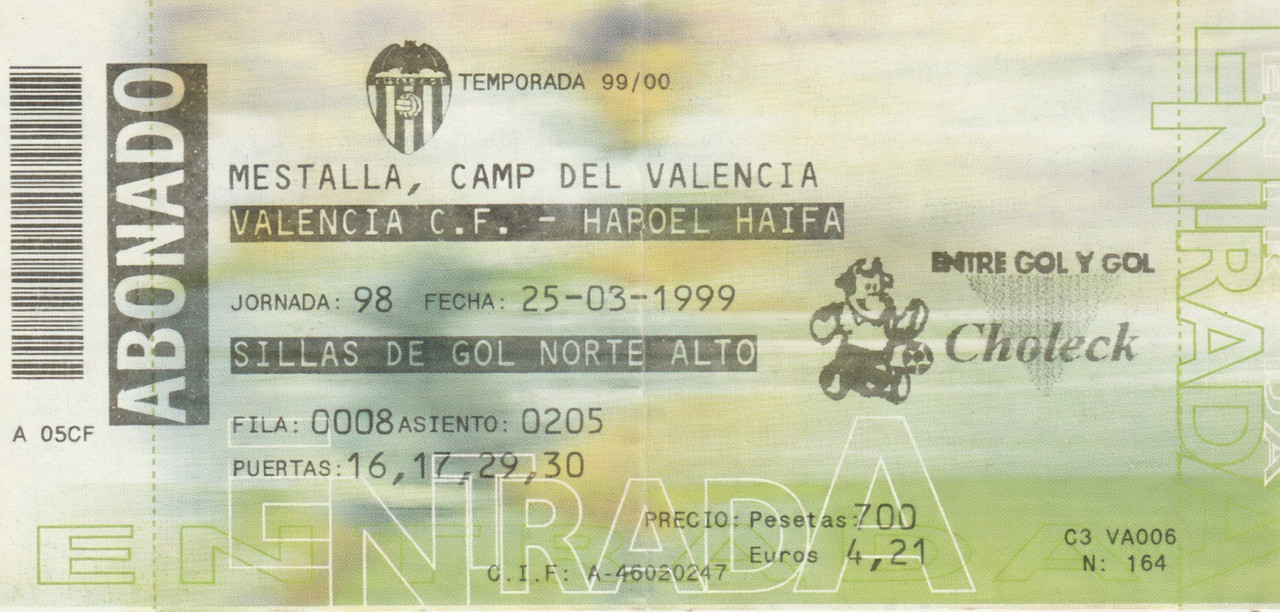 A 05CF
ABONADO
TEMPORADA 99/00
MESTALLA, CAMP DEL VALENCIA
VALENCIA C.F. - HAPOEL HAIFA
JORNADA: 98 FECHA: 25-03-1999
SILLAS DE GOL NORTE ALTO
FILA: 0008 ASIENTO: 0205
PUERTAS: 16,17,29,30
ENTRE GOL Y GOL
Choleck
PRECIO: Pesetas: 700
Euros 4,21
C.I.F: A-46020247
C3 VA006
N: 164
ENTRADA
ENTRADA
ENTRADA
ENTRADA